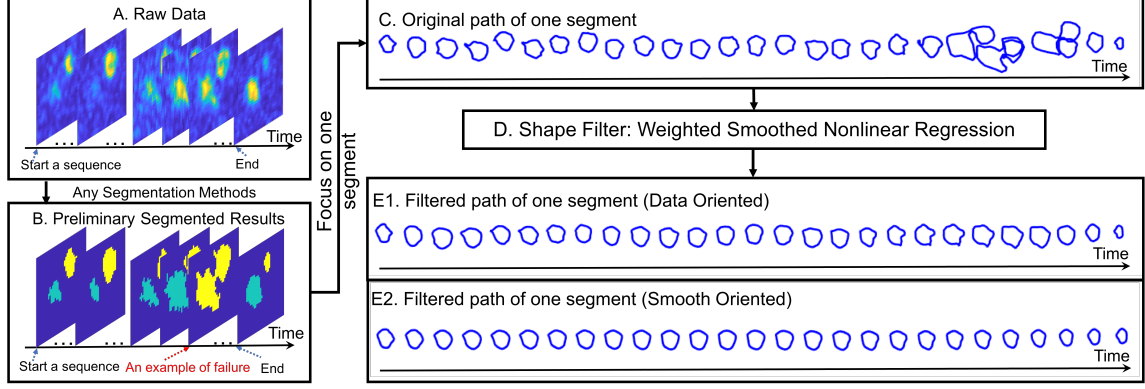 A. Raw Data
Time
... ... ...
Start a sequence
End
Any Segmentation Methods
B. Preliminary Segmented Results
Time
... ... ...
Start a sequence
An example of failure
End
Focus on one
segment
C. Original path of one segment
Time
D. Shape Filter: Weighted Smoothed Nonlinear Regression
E1. Filtered path of one segment (Data Oriented)
Time
E2. Filtered path of one segment (Smooth Oriented)
Time